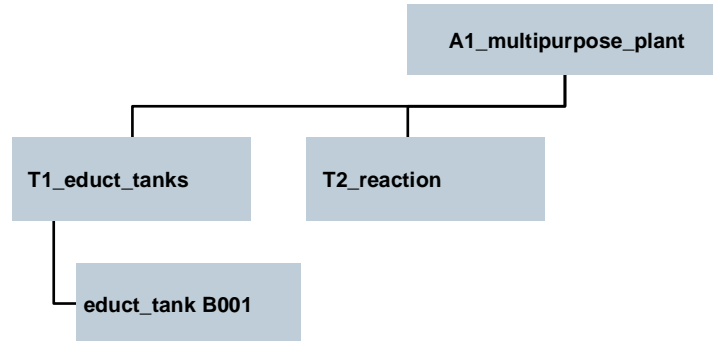 A1_multipurpose_plant
T1_educt_tanks
T2_reaction
educt_tank B001